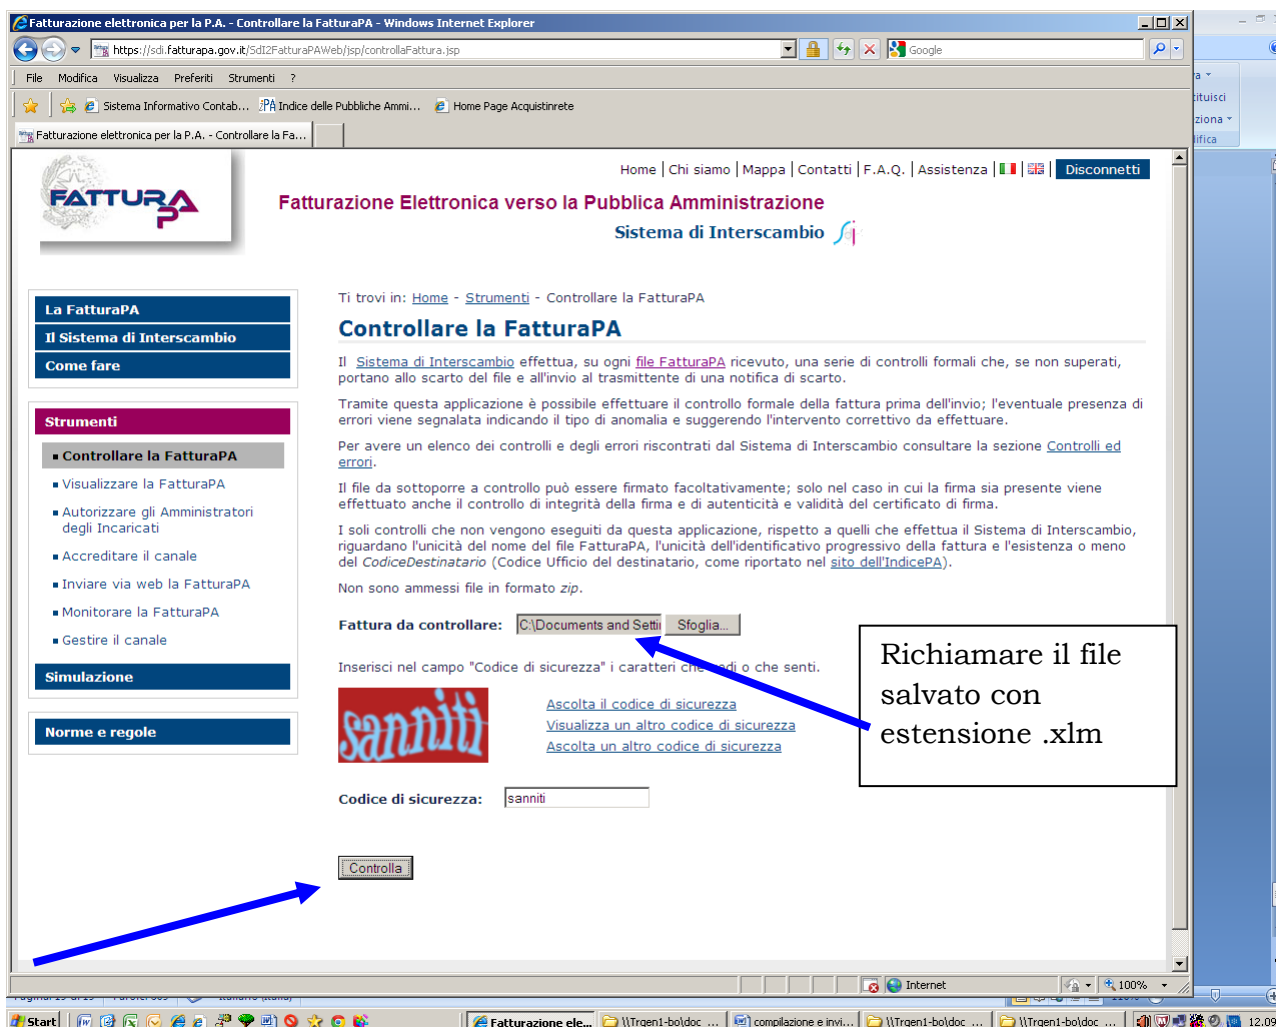 Fatturazione elettronica per la P.A. - Controllare la FatturaPA - Windows Internet Explorer
https://sdi.fatturapa.gov.it/SdI2FatturaPAWeb/jsp/controllaFattura.jsp
Google
File Modifica Visualizza Preferiti Strumenti ?
Sistema Informativo Contab... iPA Indice delle Pubbliche Ammi... Home Page Acquistinrete
Fatturazione elettronica per la P.A. - Controllare la Fa...
ituisci
ziona
ifica
Home | Chi siamo | Mappa | Contatti | F.A.Q. | Assistenza | | | Disconnetti
FATTURA PA
Fatturazione Elettronica verso la Pubblica Amministrazione
Sistema di Interscambio
La FatturaPA
Il Sistema di Interscambio
Come fare
Strumenti
Controllare la FatturaPA
Visualizzare la FatturaPA
Autorizzare gli Amministratori
degli Incaricati
Accreditare il canale
Inviare via web la FatturaPA
Monitorare la FatturaPA
Gestire il canale
Simulazione
Norme e regole
Ti trovi in: Home - Strumenti - Controllare la FatturaPA
Controllare la FatturaPA
Il Sistema di Interscambio effettua, su ogni file FatturaPA ricevuto, una serie di controlli formali che, se non superati,
portano allo scarto del file e all'invio al trasmittente di una notifica di scarto.
Tramite questa applicazione è possibile effettuare il controllo formale della fattura prima dell'invio; l'eventuale presenza di
errori viene segnalata indicando il tipo di anomalia e suggerendo l'intervento correttivo da effettuare.
Per avere un elenco dei controlli e degli errori riscontrati dal Sistema di Interscambio consultare la sezione Controlli ed
errori.
Il file da sottoporre a controllo può essere firmato facoltativamente; solo nel caso in cui la firma sia presente viene
effettuato anche il controllo di integrità della firma e di autenticità e validità del certificato di firma.
I soli controlli che non vengono eseguiti da questa applicazione, rispetto a quelli che effettua il Sistema di Interscambio,
riguardano l'unicità del nome del file FatturaPA, l'unicità dell'identificativo progressivo della fattura e l'esistenza o meno
del CodiceDestinatario (Codice Ufficio del destinatario, come riportato nel sito dell'IndicePA).
Non sono ammessi file in formato zip.
Fattura da controllare: C:\Documents and Setti Sfoglia...
Inserisci nel campo "Codice di sicurezza" i caratteri che vedi o che senti.
sanniti
Ascolta il codice di sicurezza
Visualizza un altro codice di sicurezza
Ascolta un altro codice di sicurezza
Codice di sicurezza: sanniti
Controlla
Richiamare il file
salvato con
estensione .xlm
Internet
100%
Start
Fatturazione ele... \\Trgen1-bo\doc ... compilazione e invi... \\Trgen1-bo\doc ... \\Trgen1-bo\doc ... 12.09